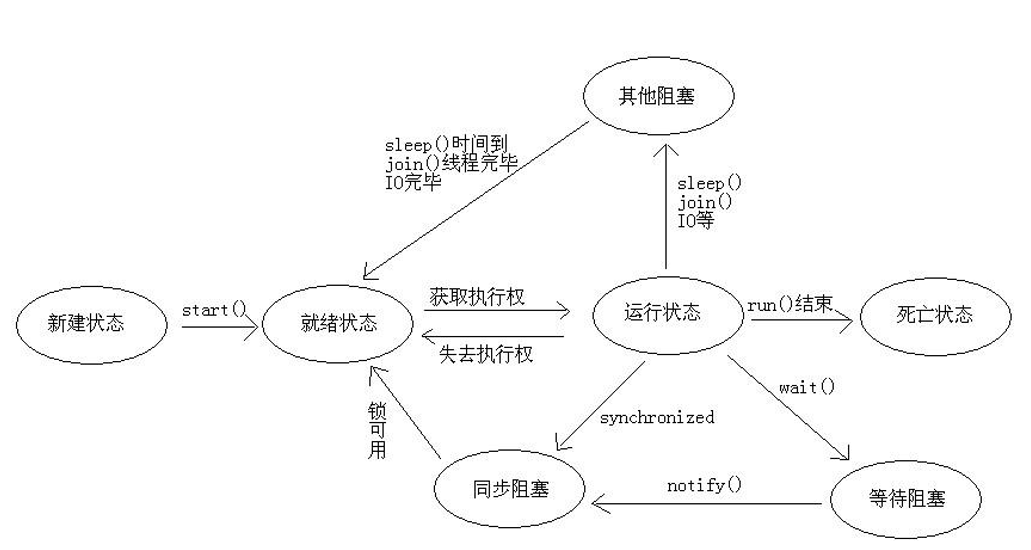 其他阻塞
sleep()时间到
join()线程完毕
IO完毕
sleep()
join()
IO等
新建状态
start()
就绪状态
获取执行权
失去执行权
运行状态
run()结束
死亡状态
锁可用
synchronized
wait()
同步阻塞
notify()
等待阻塞